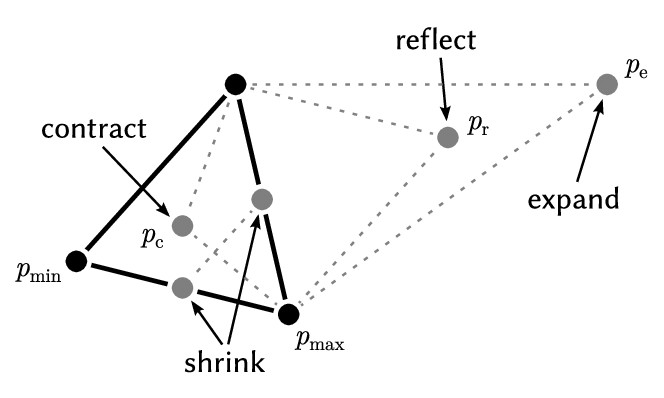 reflect
p_e
p_r
contract
expand
p_c
p_min
p_max
shrink